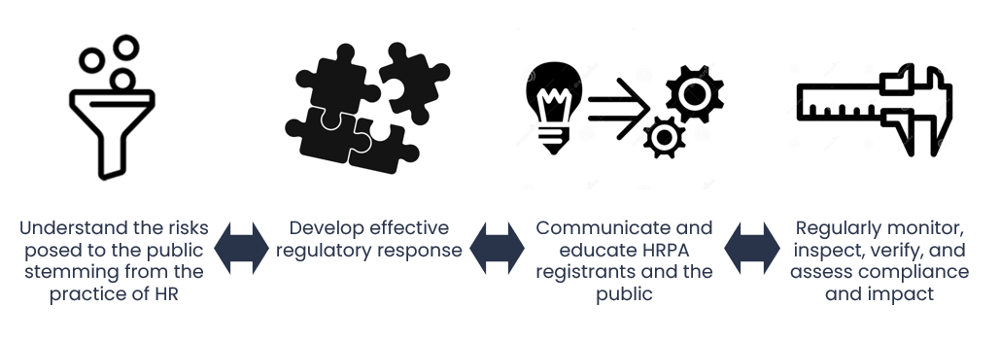 Understand the risks
posed to the public
stemming from the
practice of HR
Develop effective
regulatory response
Communicate and
educate HRPA
registrants and the
public
Regularly monitor,
inspect, verify, and
assess compliance
and impact